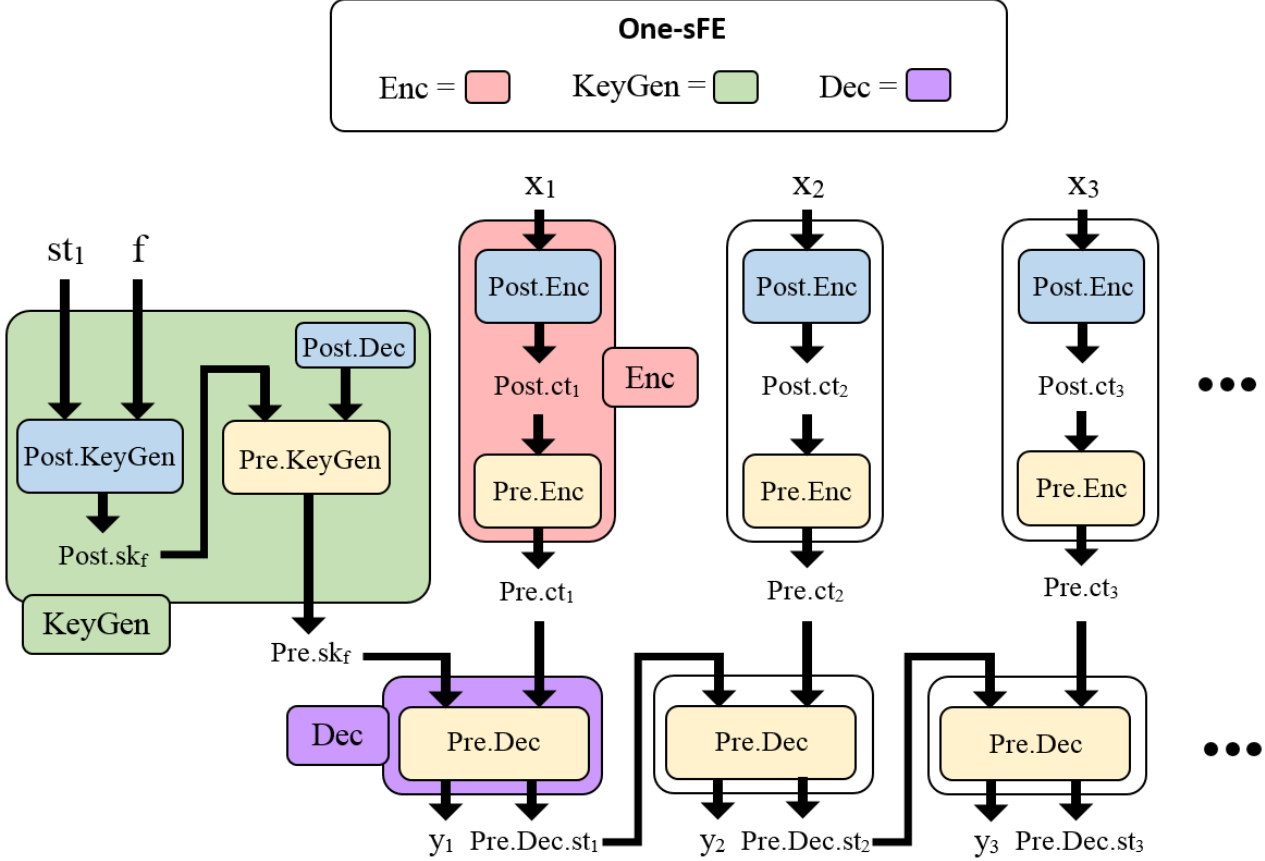 One-sFE
Enc = KeyGen = Dec =
x₁ x₂ x₃
st₁ f
Post.Enc Post.Enc Post.Enc
Post.Dec
Enc
Post.ct₁ Post.ct₂ Post.ct₃ •••
Post.KeyGen Pre.KeyGen
Pre.Enc Pre.Enc Pre.Enc
Post.sk_f
Pre.ct₁ Pre.ct₂ Pre.ct₃
KeyGen
Pre.sk_f
Dec
Pre.Dec Pre.Dec Pre.Dec •••
y₁ Pre.Dec.st₁ y₂ Pre.Dec.st₂ y₃ Pre.Dec.st₃